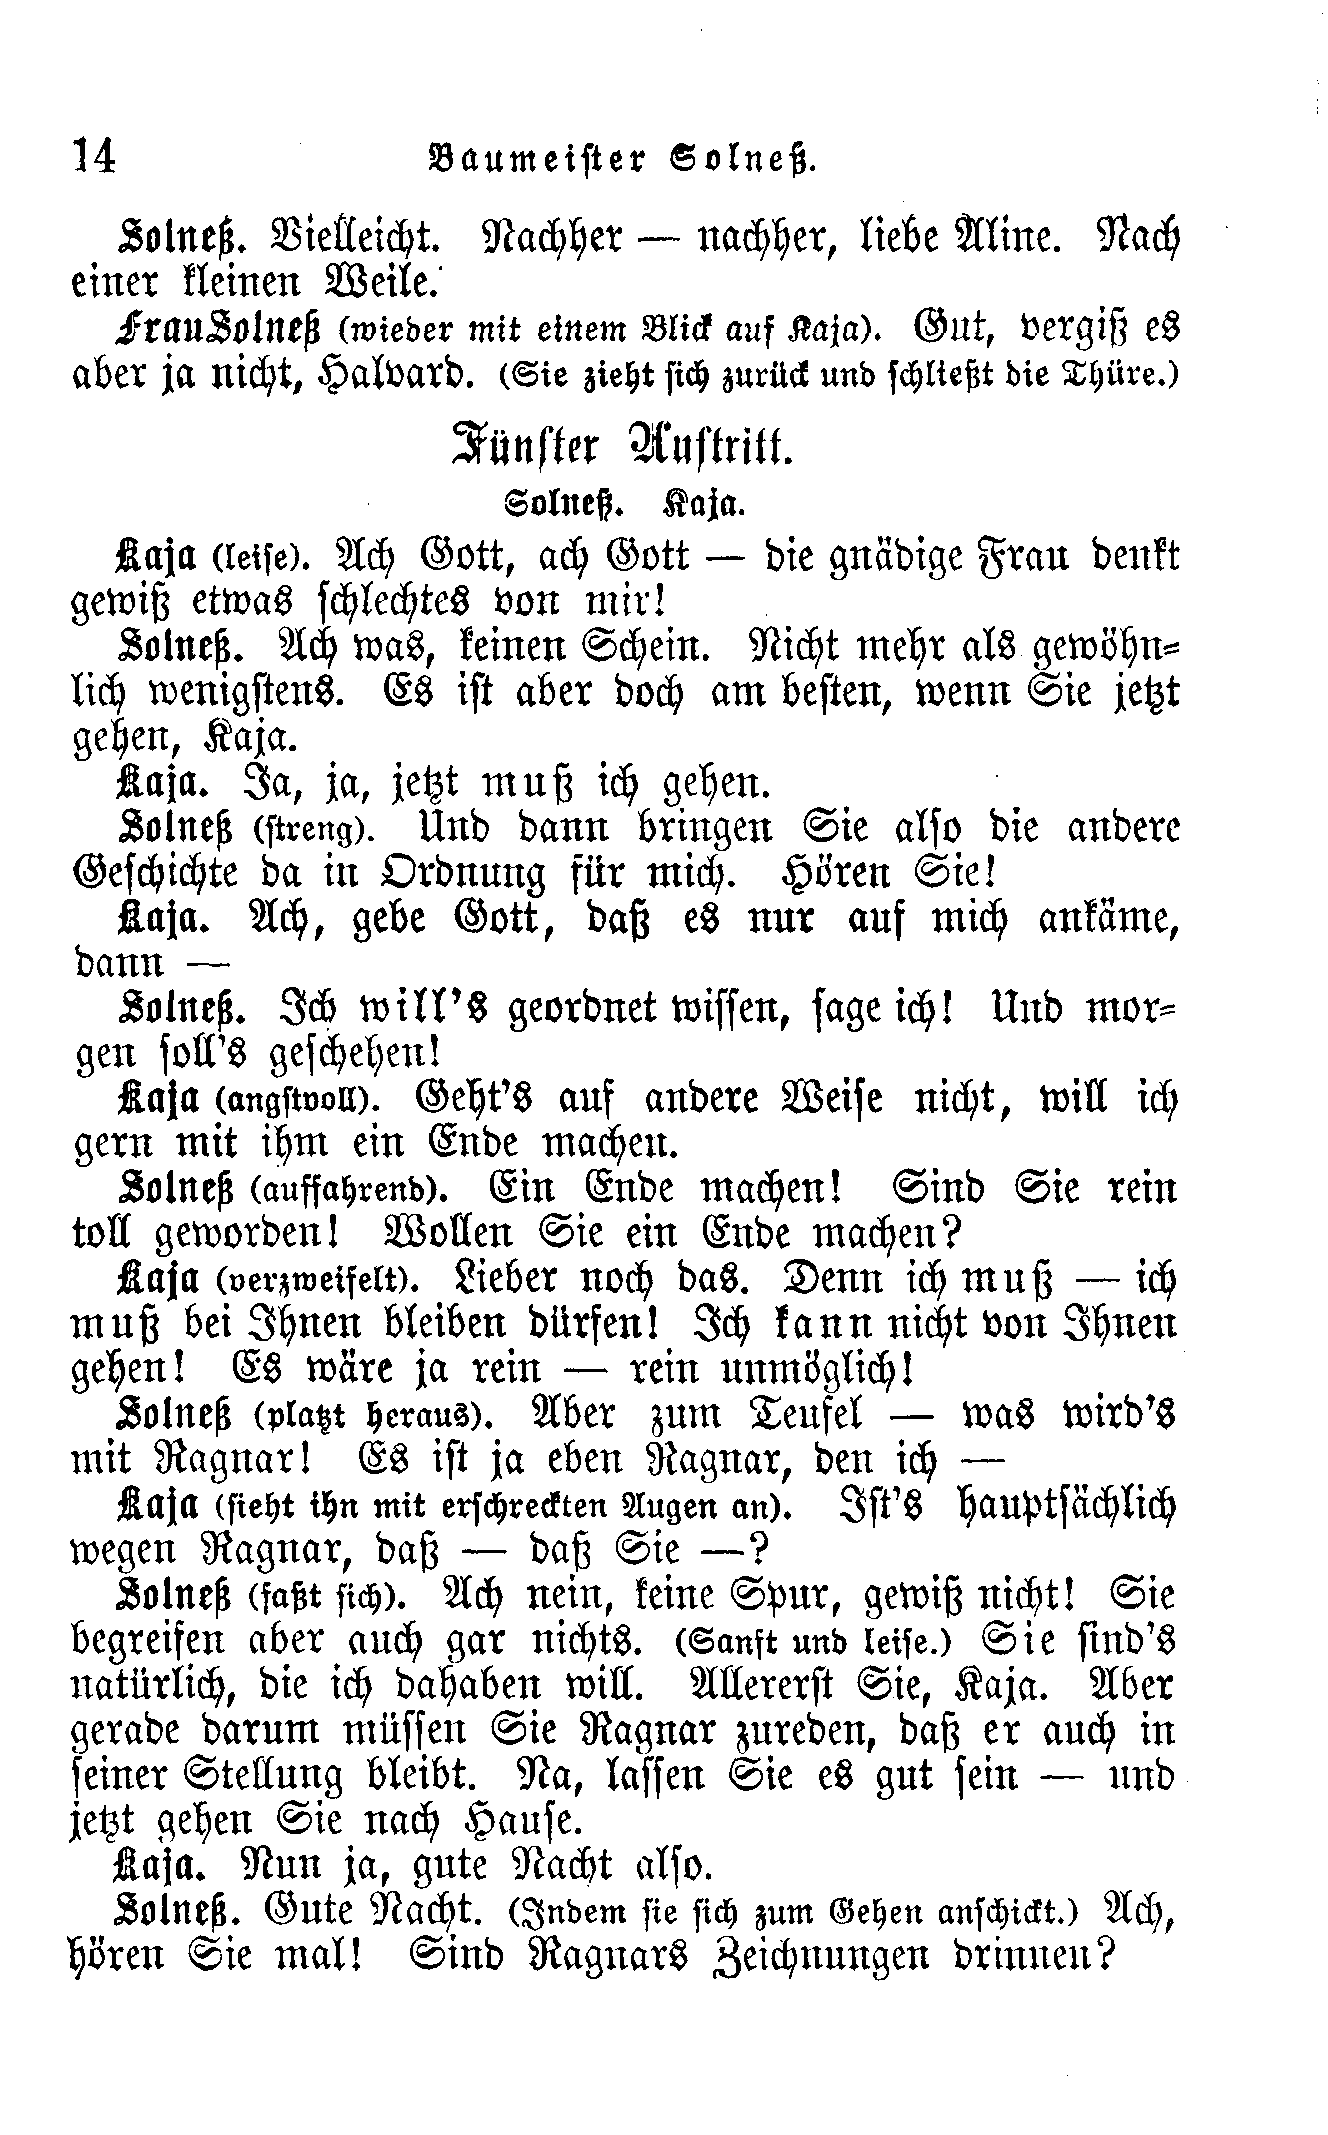 14 Baumeister Solneß.
Solneß. Vielleicht. Nachher — nachher, liebe Aline. Nach
einer kleinen Weile.
Frau Solneß (wieder mit einem Blick auf Kaja). Gut, vergiß es
aber ja nicht, Halvard. (Sie zieht sich zurück und schließt die Thüre.)
Fünfter Auftritt.
Solneß. Kaja.
Kaja (leise). Ach Gott, ach Gott — die gnädige Frau denkt
gewiß etwas schlechtes von mir!
Solneß. Ach was, keinen Schein. Nicht mehr als gewöhn-
lich wenigstens. Es ist aber doch am besten, wenn Sie jetzt
gehen, Kaja.
Kaja. Ja, ja, jetzt muß ich gehen.
Solneß (streng). Und dann bringen Sie also die andere
Geschichte da in Ordnung für mich. Hören Sie!
Kaja. Ach, gebe Gott, daß es nur auf mich ankäme,
dann —
Solneß. Ich will's geordnet wissen, sage ich! Und mor-
gen soll's geschehen!
Kaja (angstvoll). Geht's auf andere Weise nicht, will ich
gern mit ihm ein Ende machen.
Solneß (auffahrend). Ein Ende machen! Sind Sie rein
toll geworden! Wollen Sie ein Ende machen?
Kaja (verzweifelt). Lieber noch das. Denn ich muß — ich
muß bei Ihnen bleiben dürfen! Ich kann nicht von Ihnen
gehen! Es wäre ja rein — rein unmöglich!
Solneß (platzt heraus). Aber zum Teufel — was wird's
mit Ragnar! Es ist ja eben Ragnar, den ich —
Kaja (sieht ihn mit erschreckten Augen an). Ist's hauptsächlich
wegen Ragnar, daß — daß Sie —?
Solneß (faßt sich). Ach nein, keine Spur, gewiß nicht! Sie
begreifen aber auch gar nichts. (Sanft und leise.) Sie sind's
natürlich, die ich dahaben will. Allererst Sie, Kaja. Aber
gerade darum müssen Sie Ragnar zureden, daß er auch in
seiner Stellung bleibt. Na, lassen Sie es gut sein — und
jetzt gehen Sie nach Hause.
Kaja. Nun ja, gute Nacht also.
Solneß. Gute Nacht. (Indem sie sich zum Gehen anschickt.) Ach,
hören Sie mal! Sind Ragnars Zeichnungen drinnen?